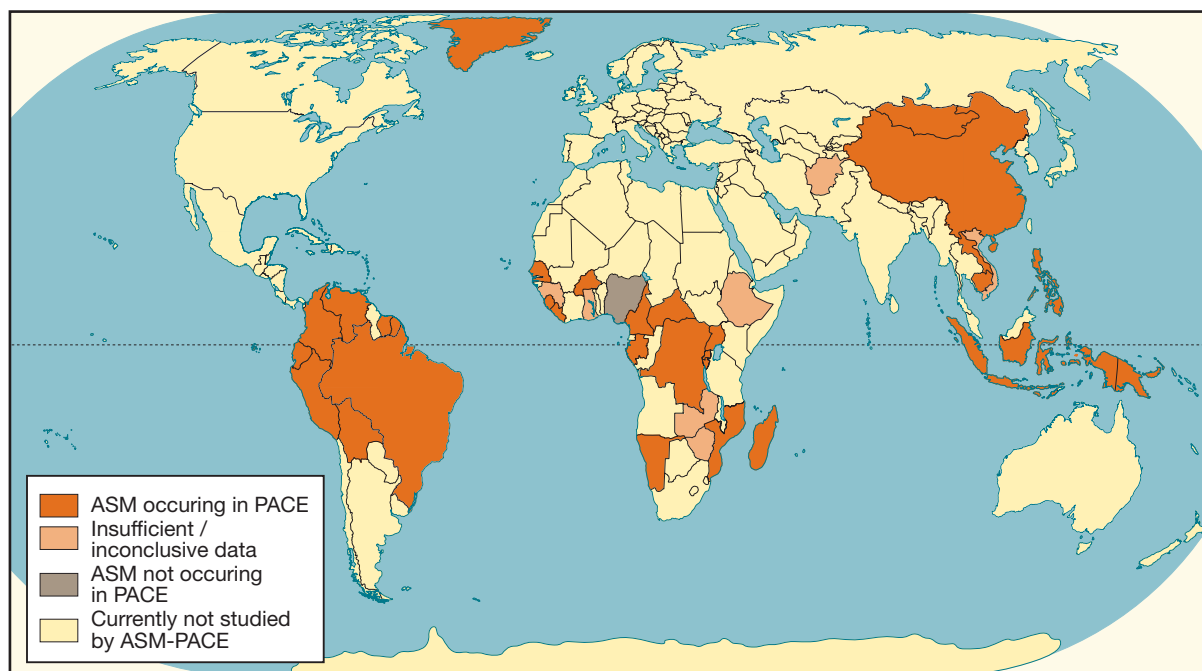 ASM occuring in PACE
Insufficient /
inconclusive data
ASM not occuring
in PACE
Currently not studied
by ASM-PACE